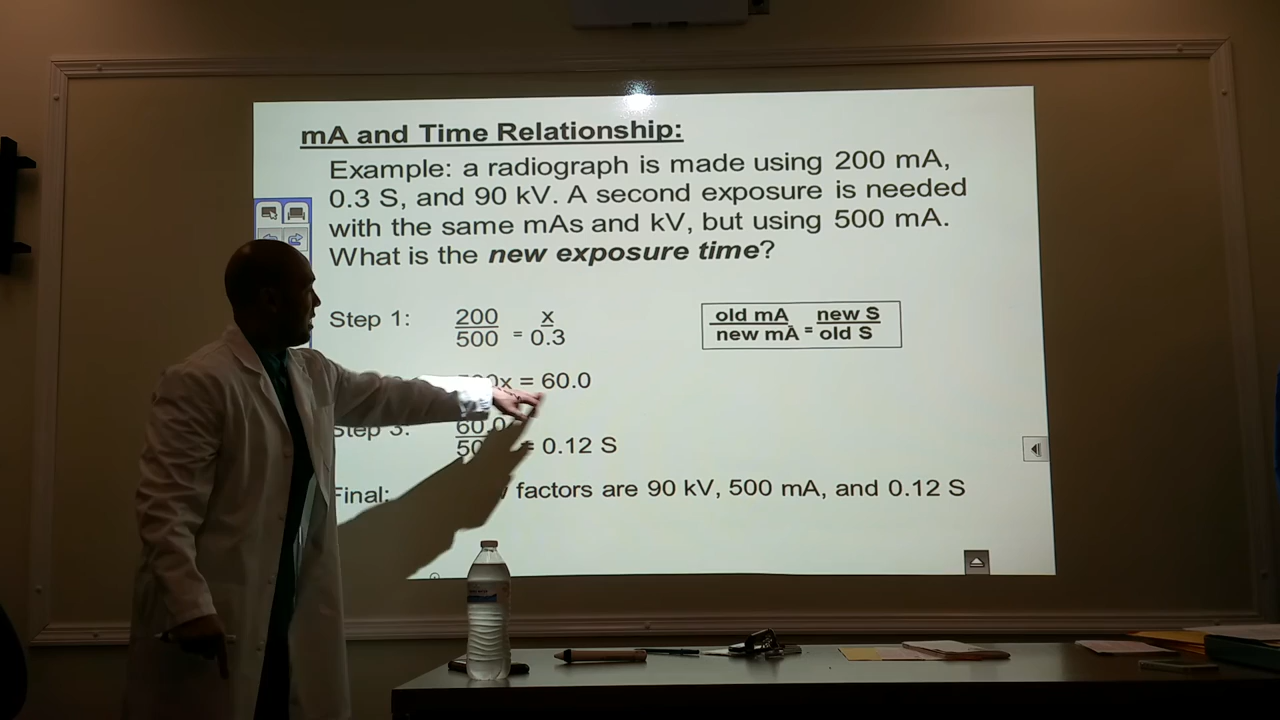 mA and Time Relationship:
Example: a radiograph is made using 200 mA,
0.3 S, and 90 kV. A second exposure is needed
with the same mAs and kV, but using 500 mA.
What is the new exposure time?
Step 1: 200/500 = x/0.3
old mA/new mA = new S/old S
x = 60.0
Step 3: = 0.12 S
Final: factors are 90 kV, 500 mA, and 0.12 S